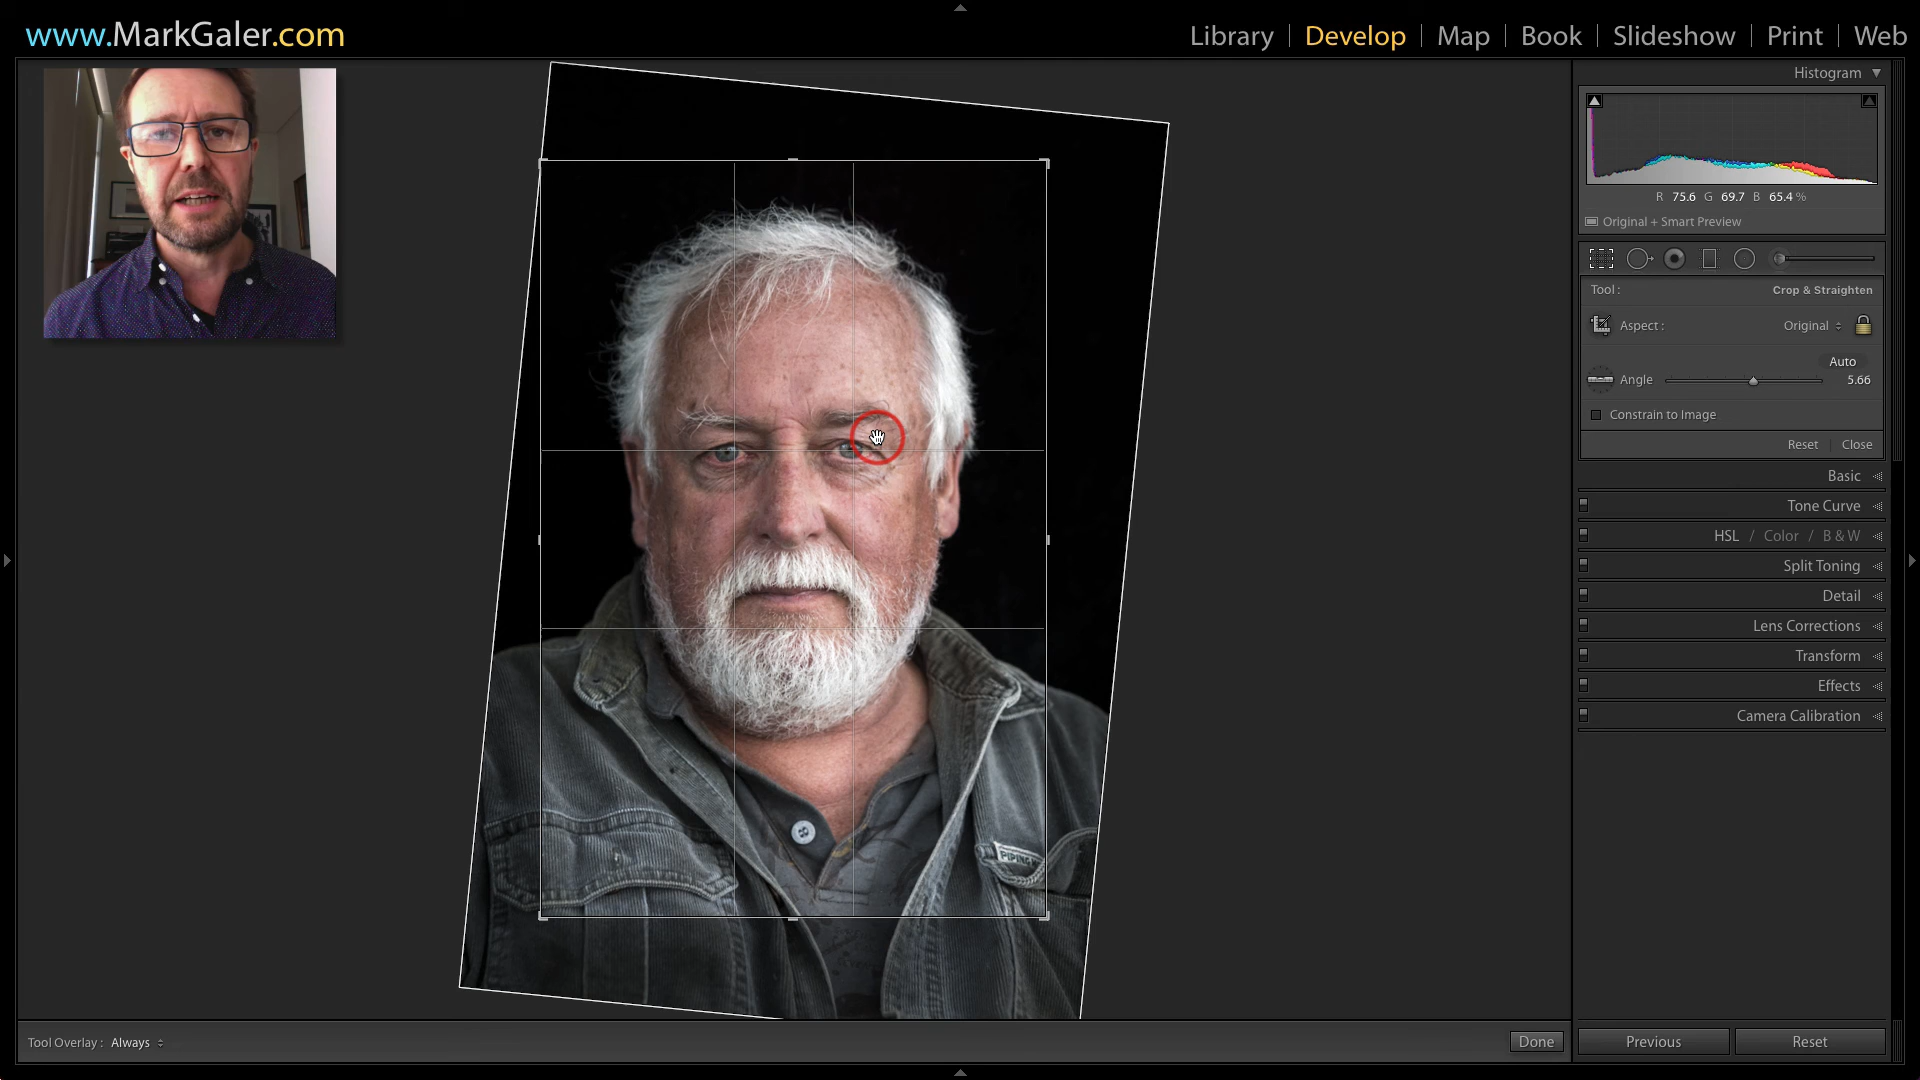 www.MarkGaler.com
Library | Develop | Map | Book | Slideshow | Print | Web
Histogram
R 75.6 G 69.7 B 65.4 %
Original + Smart Preview
Tool : Crop & Straighten
Aspect : Original
Auto
Angle 5.66
Constrain to Image
Reset Close
Basic
Tone Curve
HSL / Color / B & W
Split Toning
Detail
Lens Corrections
Transform
Effects
Camera Calibration
Tool Overlay : Always
Done
Previous
Reset